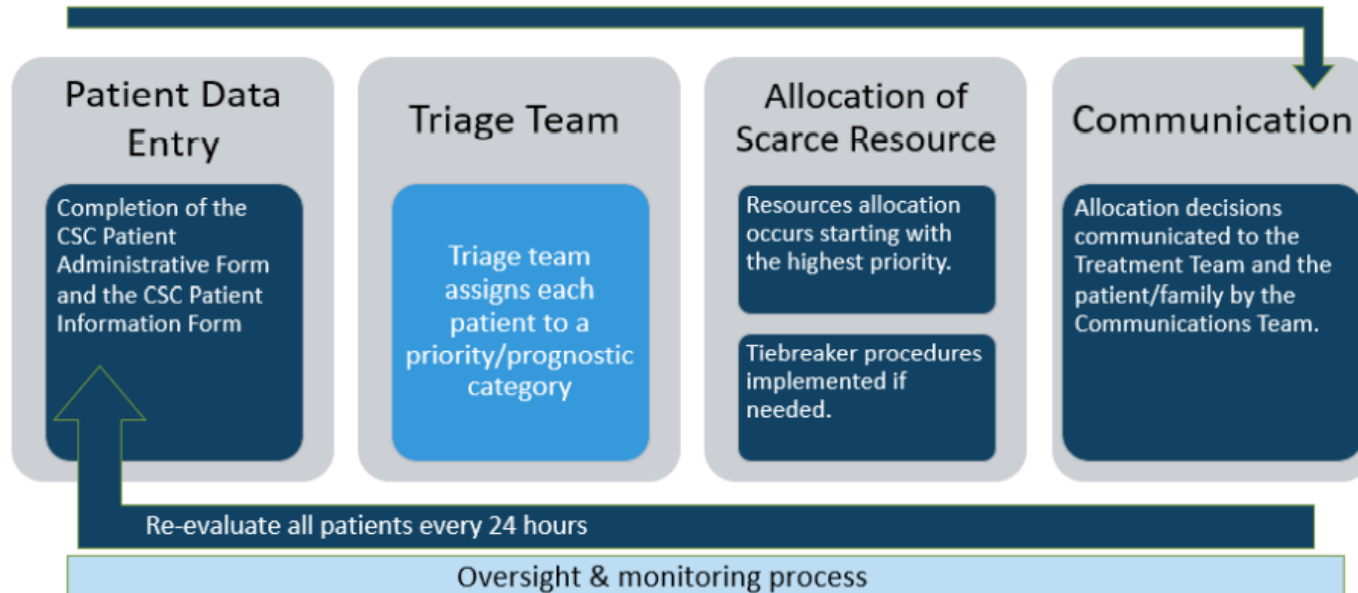 Patient Data
Entry
Completion of the
CSC Patient
Administrative Form
and the CSC Patient
Information Form
Triage Team
Triage team
assigns each
patient to a
priority/prognostic
category
Allocation of
Scarce Resource
Resources allocation
occurs starting with
the highest priority.
Tiebreaker procedures
implemented if
needed.
Communication
Allocation decisions
communicated to the
Treatment Team and the
patient/family by the
Communications Team.
Re-evaluate all patients every 24 hours
Oversight & monitoring process